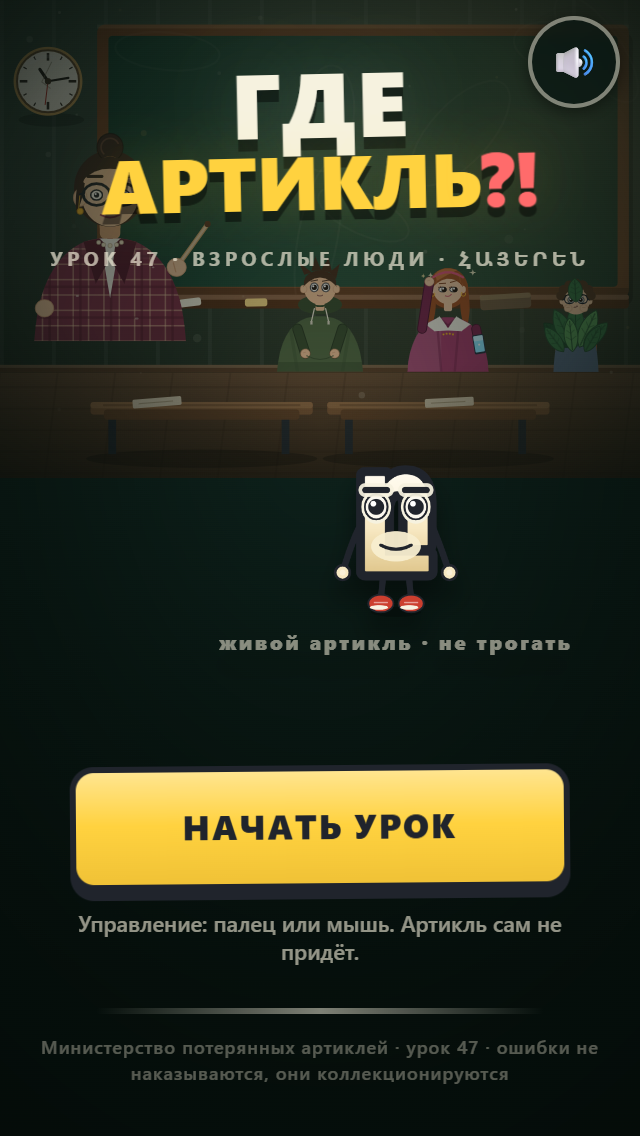 ГДЕ
АРТИКЛЬ?!
УРОК 47 · ВЗРОСЛЫЕ ЛЮДИ · ՀԱՅԵՐԵՆ
живой артикль · не трогать
НАЧАТЬ УРОК
Управление: палец или мышь. Артикль сам не
придёт.
Министерство потерянных артиклей · урок 47 · ошибки не
наказываются, они коллекционируются